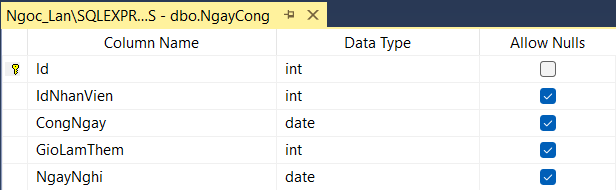 Ngoc_Lan\SQLEXPR...S - dbo.NgayCong
Column Name Data Type Allow Nulls
Id int
IdNhanVien int
CongNgay date
GioLamThem int
NgayNghi date